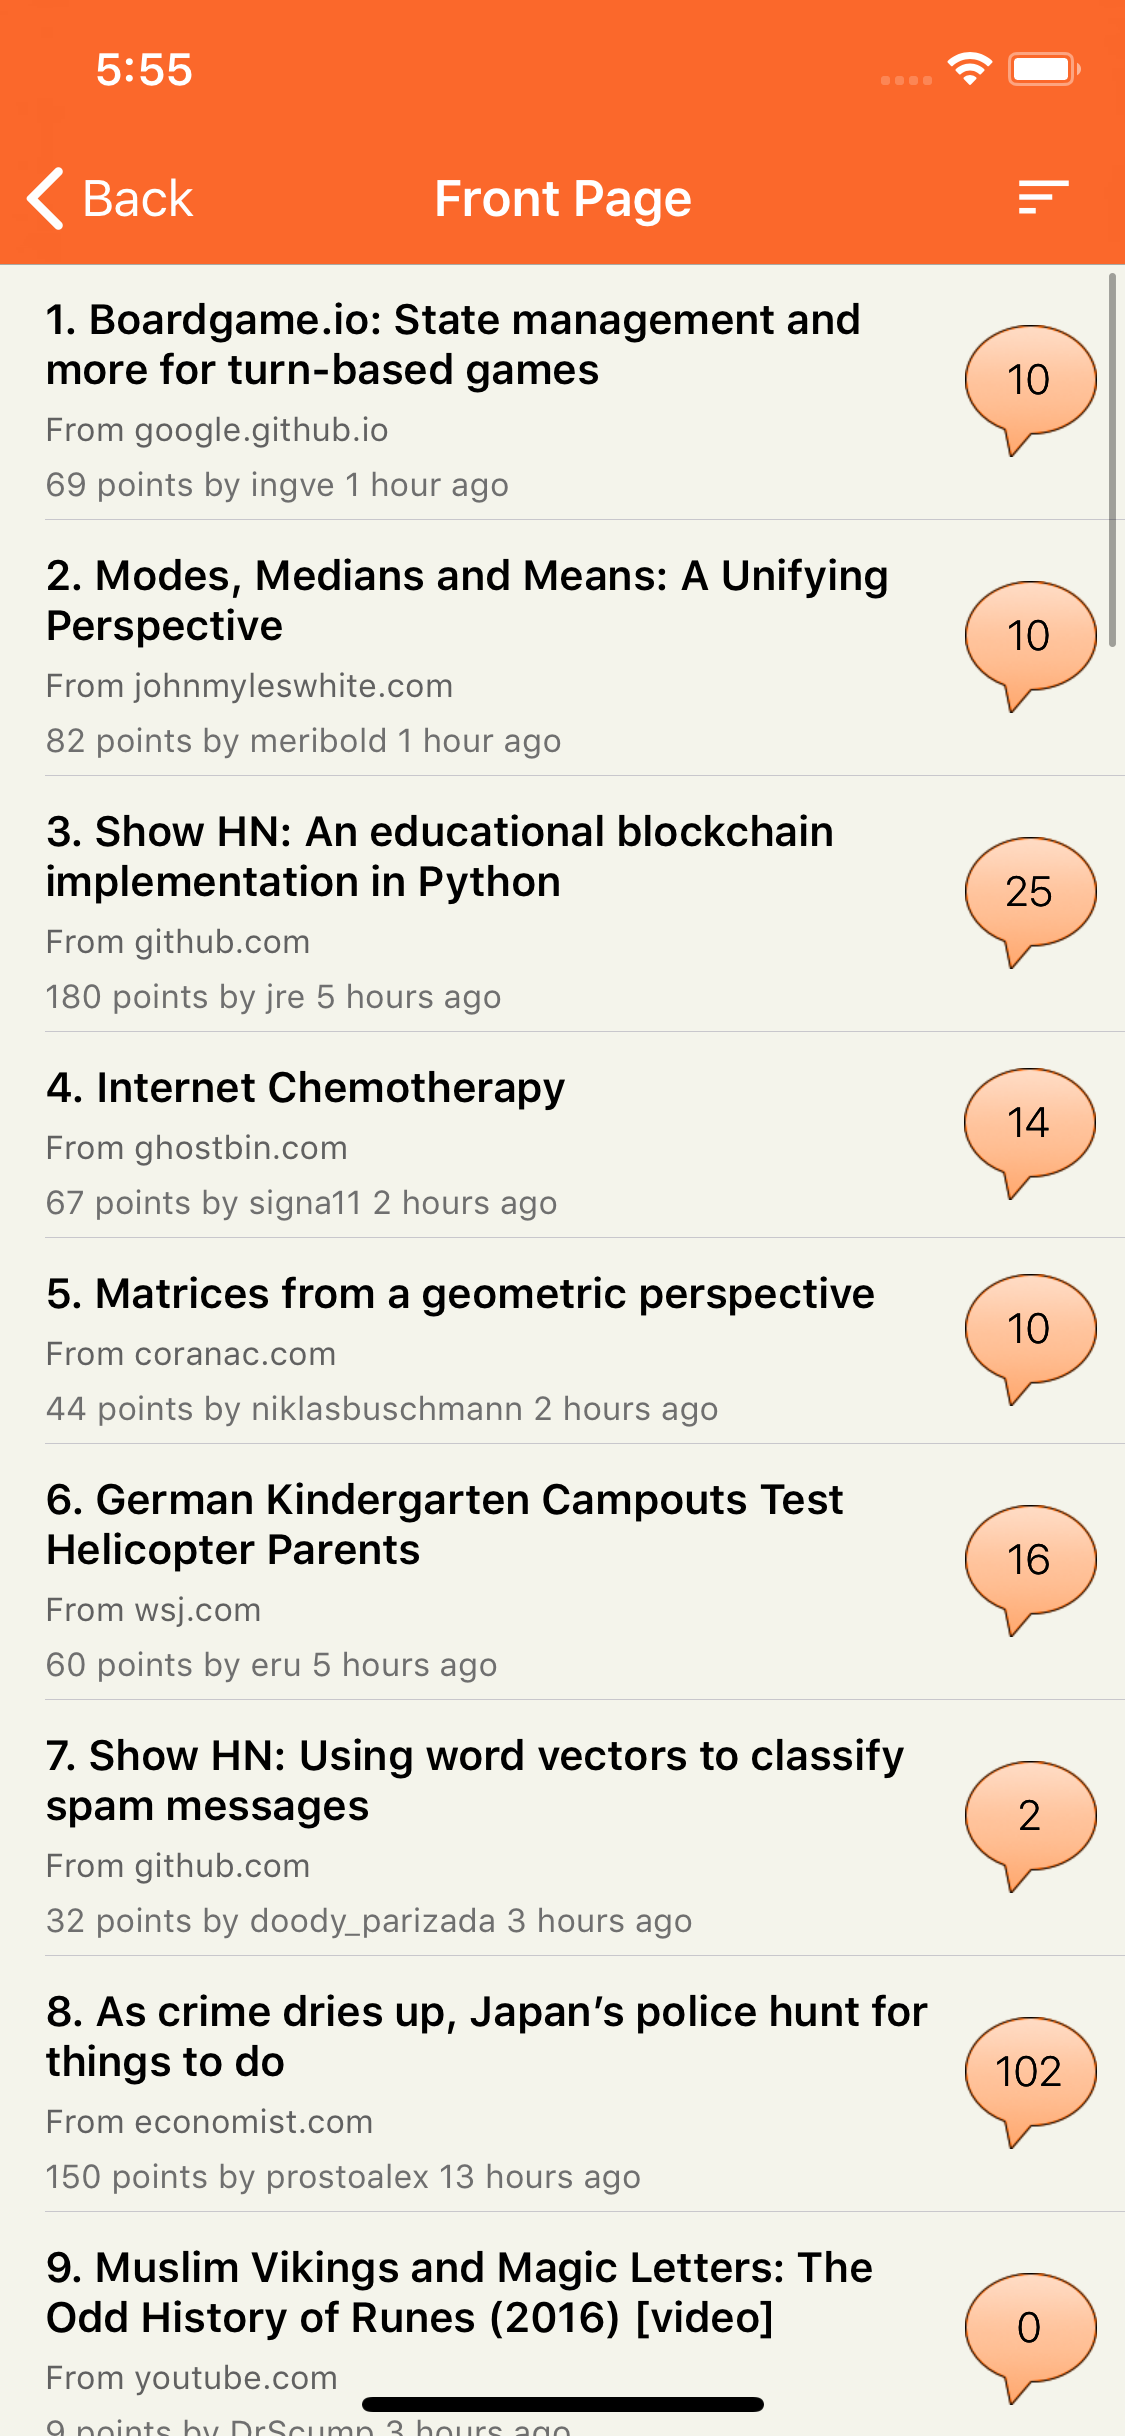 5:55
Back
Front Page
1. Boardgame.io: State management and
more for turn-based games
10
From google.github.io
69 points by ingve 1 hour ago
2. Modes, Medians and Means: A Unifying
Perspective
10
From johnmyleswhite.com
82 points by meribold 1 hour ago
3. Show HN: An educational blockchain
implementation in Python
25
From github.com
180 points by jre 5 hours ago
4. Internet Chemotherapy
14
From ghostbin.com
67 points by signa11 2 hours ago
5. Matrices from a geometric perspective
10
From coranac.com
44 points by niklasbuschmann 2 hours ago
6. German Kindergarten Campouts Test
Helicopter Parents
16
From wsj.com
60 points by eru 5 hours ago
7. Show HN: Using word vectors to classify
spam messages
2
From github.com
32 points by doody_parizada 3 hours ago
8. As crime dries up, Japan’s police hunt for
things to do
102
From economist.com
150 points by prostoalex 13 hours ago
9. Muslim Vikings and Magic Letters: The
Odd History of Runes (2016) [video]
0
From youtube.com
9 points by DrScump 3 hours ago